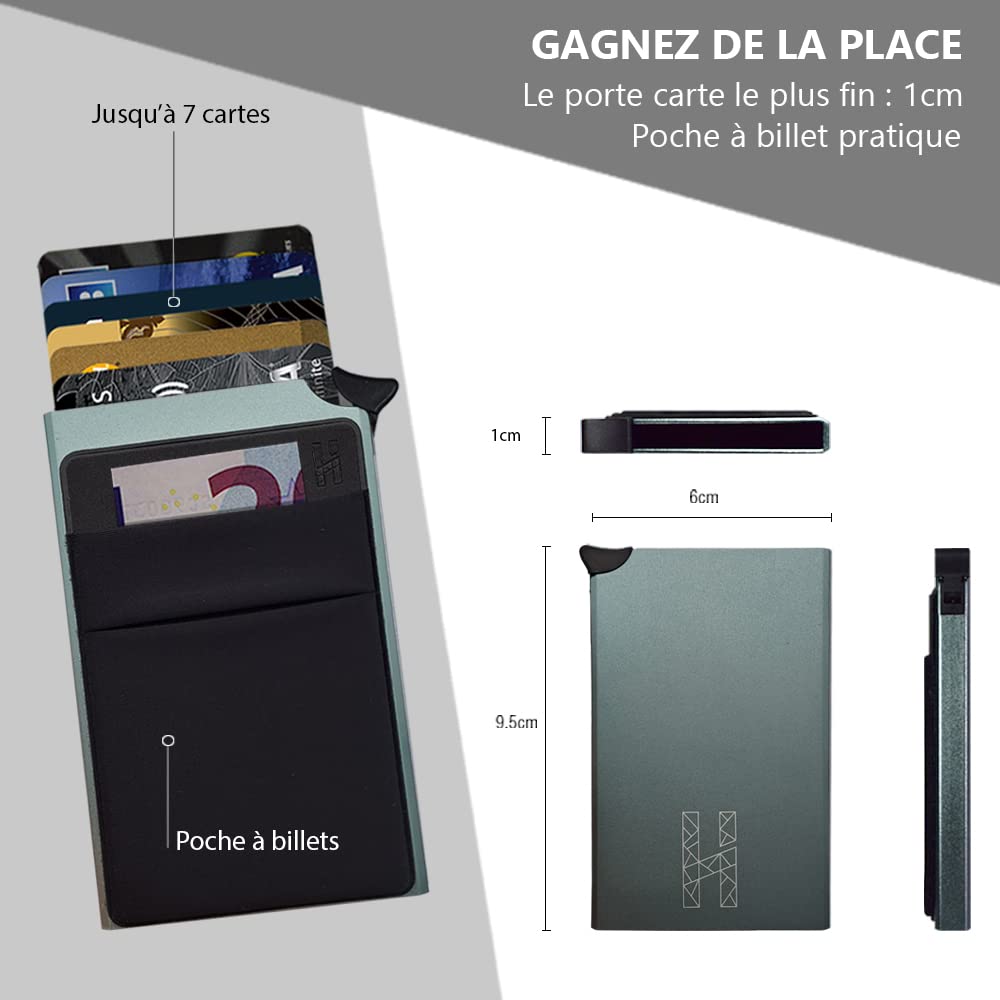 GAGNEZ DE LA PLACE
Le porte carte le plus fin : 1cm
Poche à billet pratique
Jusqu’à 7 cartes
1cm
6cm
9.5cm
Poche à billets
H